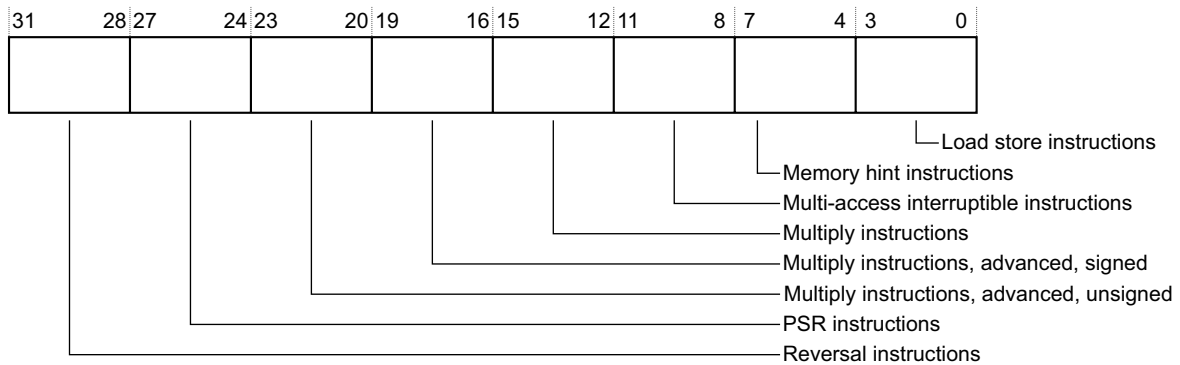 31 28 27 24 23 20 19 16 15 12 11 8 7 4 3 0
Load store instructions
Memory hint instructions
Multi-access interruptible instructions
Multiply instructions
Multiply instructions, advanced, signed
Multiply instructions, advanced, unsigned
PSR instructions
Reversal instructions